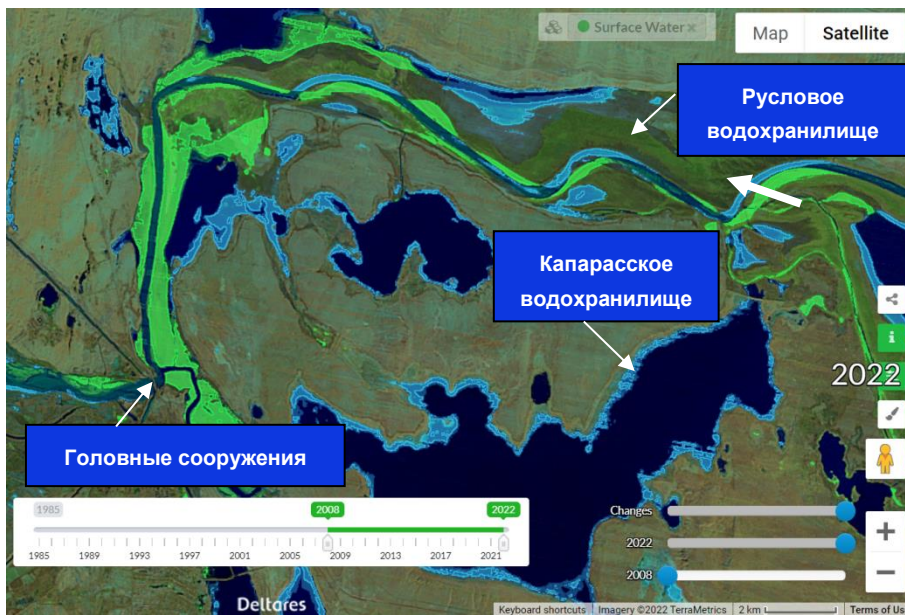 Surface Water ×
Map
Satellite
Русловое
водохранилище
Капарасское
водохранилище
2022
Головные сооружения
1985
2008
2022
1985
1989
1993
1997
2001
2005
2009
2013
2017
2021
Changes
2022
2008
Deltares
Keyboard shortcuts
Imagery ©2022 TerraMetrics
2 km
Terms of Us